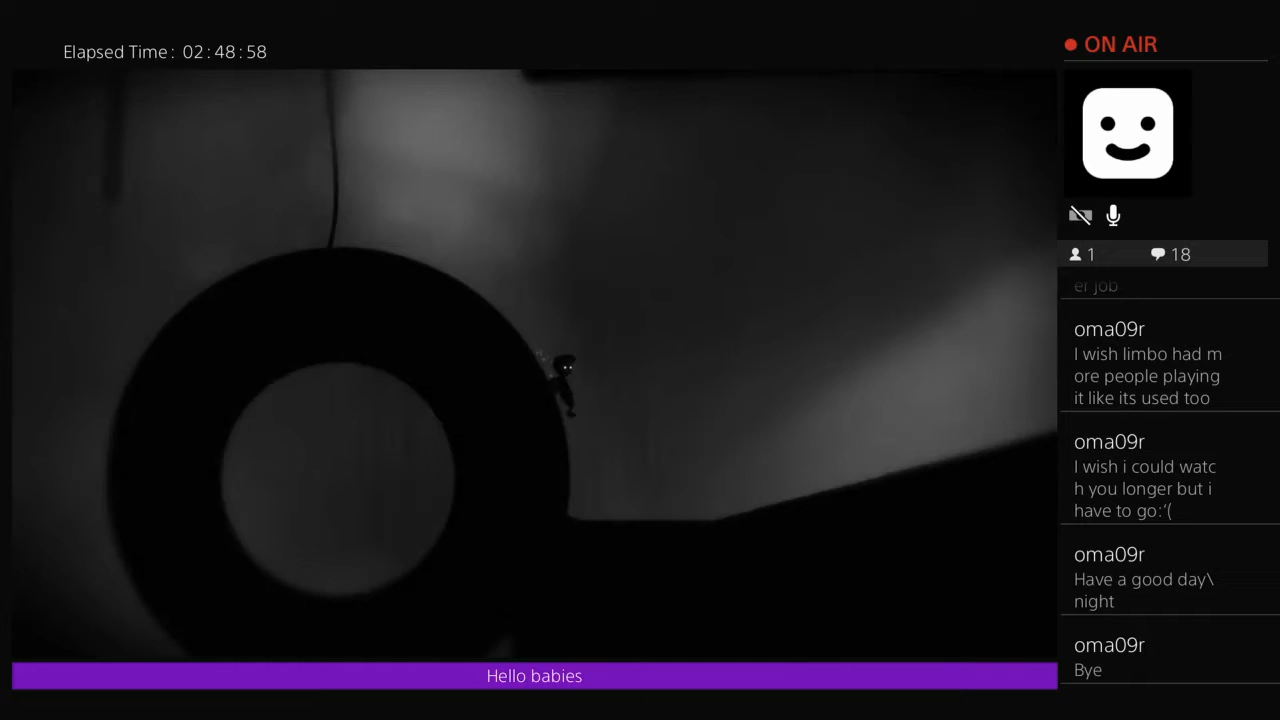 Elapsed Time: 02:48:58
ON AIR
1 18
er job
oma09r
I wish limbo had m
ore people playing
it like its used too
oma09r
I wish i could watc
h you longer but i
have to go:'(
oma09r
Have a good day\
night
oma09r
Bye
Hello babies